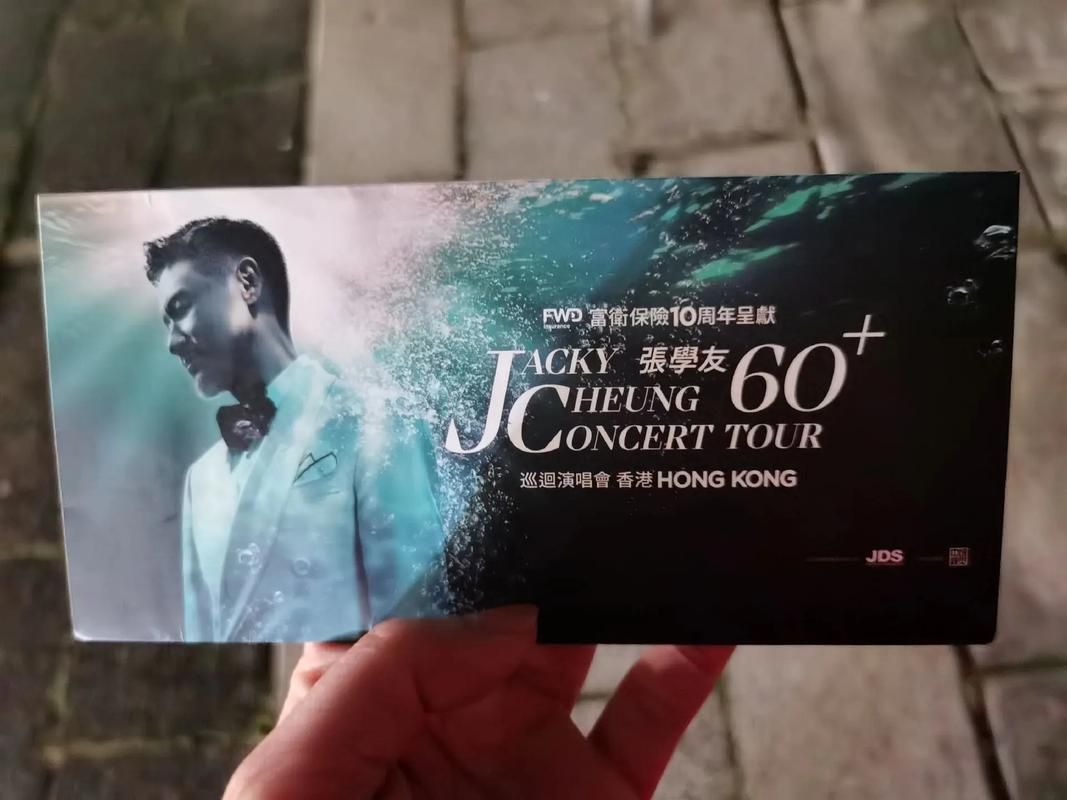 FWD Insurance 富衛保險10周年呈獻
JACKY 張學友 60+
CHEUNG
CONCERT TOUR
巡迴演唱會 香港 HONG KONG
JDS